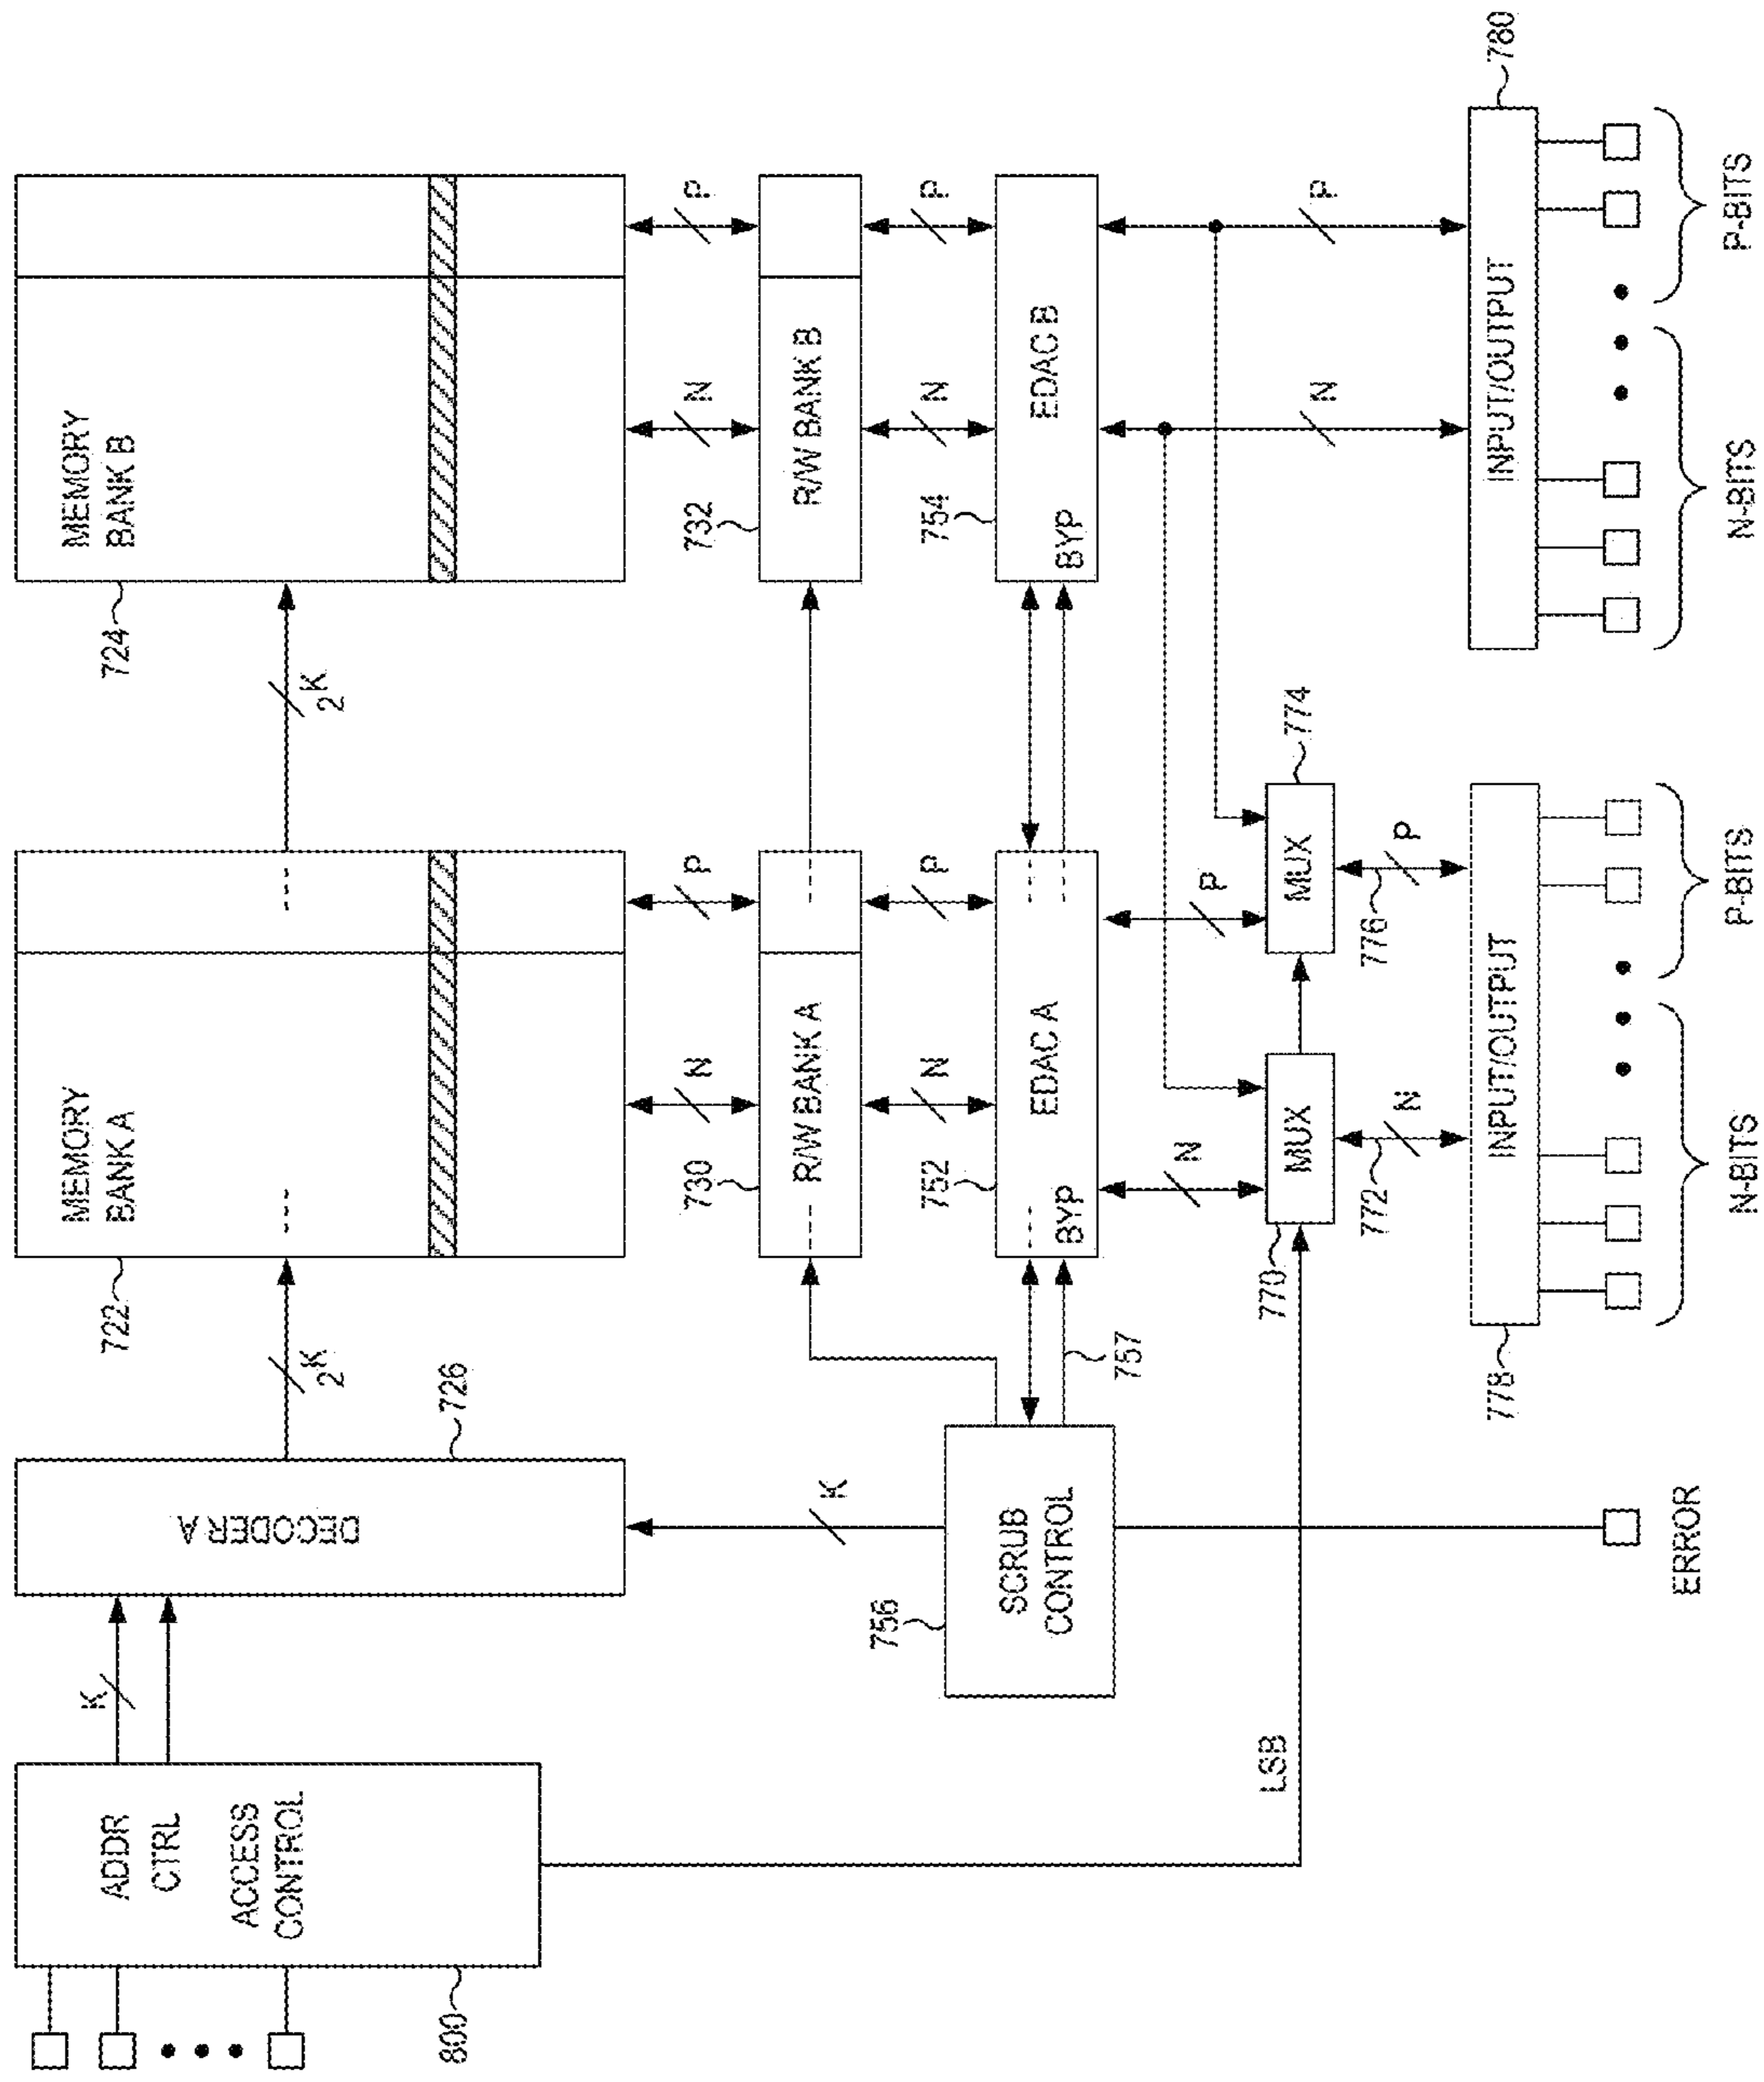 ADDR
CTRL
ACCESS
CONTROL
800
K
DECODER A
726
2K
MEMORY
BANK A
722
2K
MEMORY
BANK B
724
N
P
N
P
R/W BANK A
730
R/W BANK B
732
N
P
N
P
K
SCRUB
CONTROL
756
757
EDAC A
BYP
752
EDAC B
BYP
754
N
P
LSB
MUX
770
MUX
774
772
N
776
P
N
P
INPUT/OUTPUT
778
INPUT/OUTPUT
780
ERROR
N-BITS
P-BITS
N-BITS
P-BITS